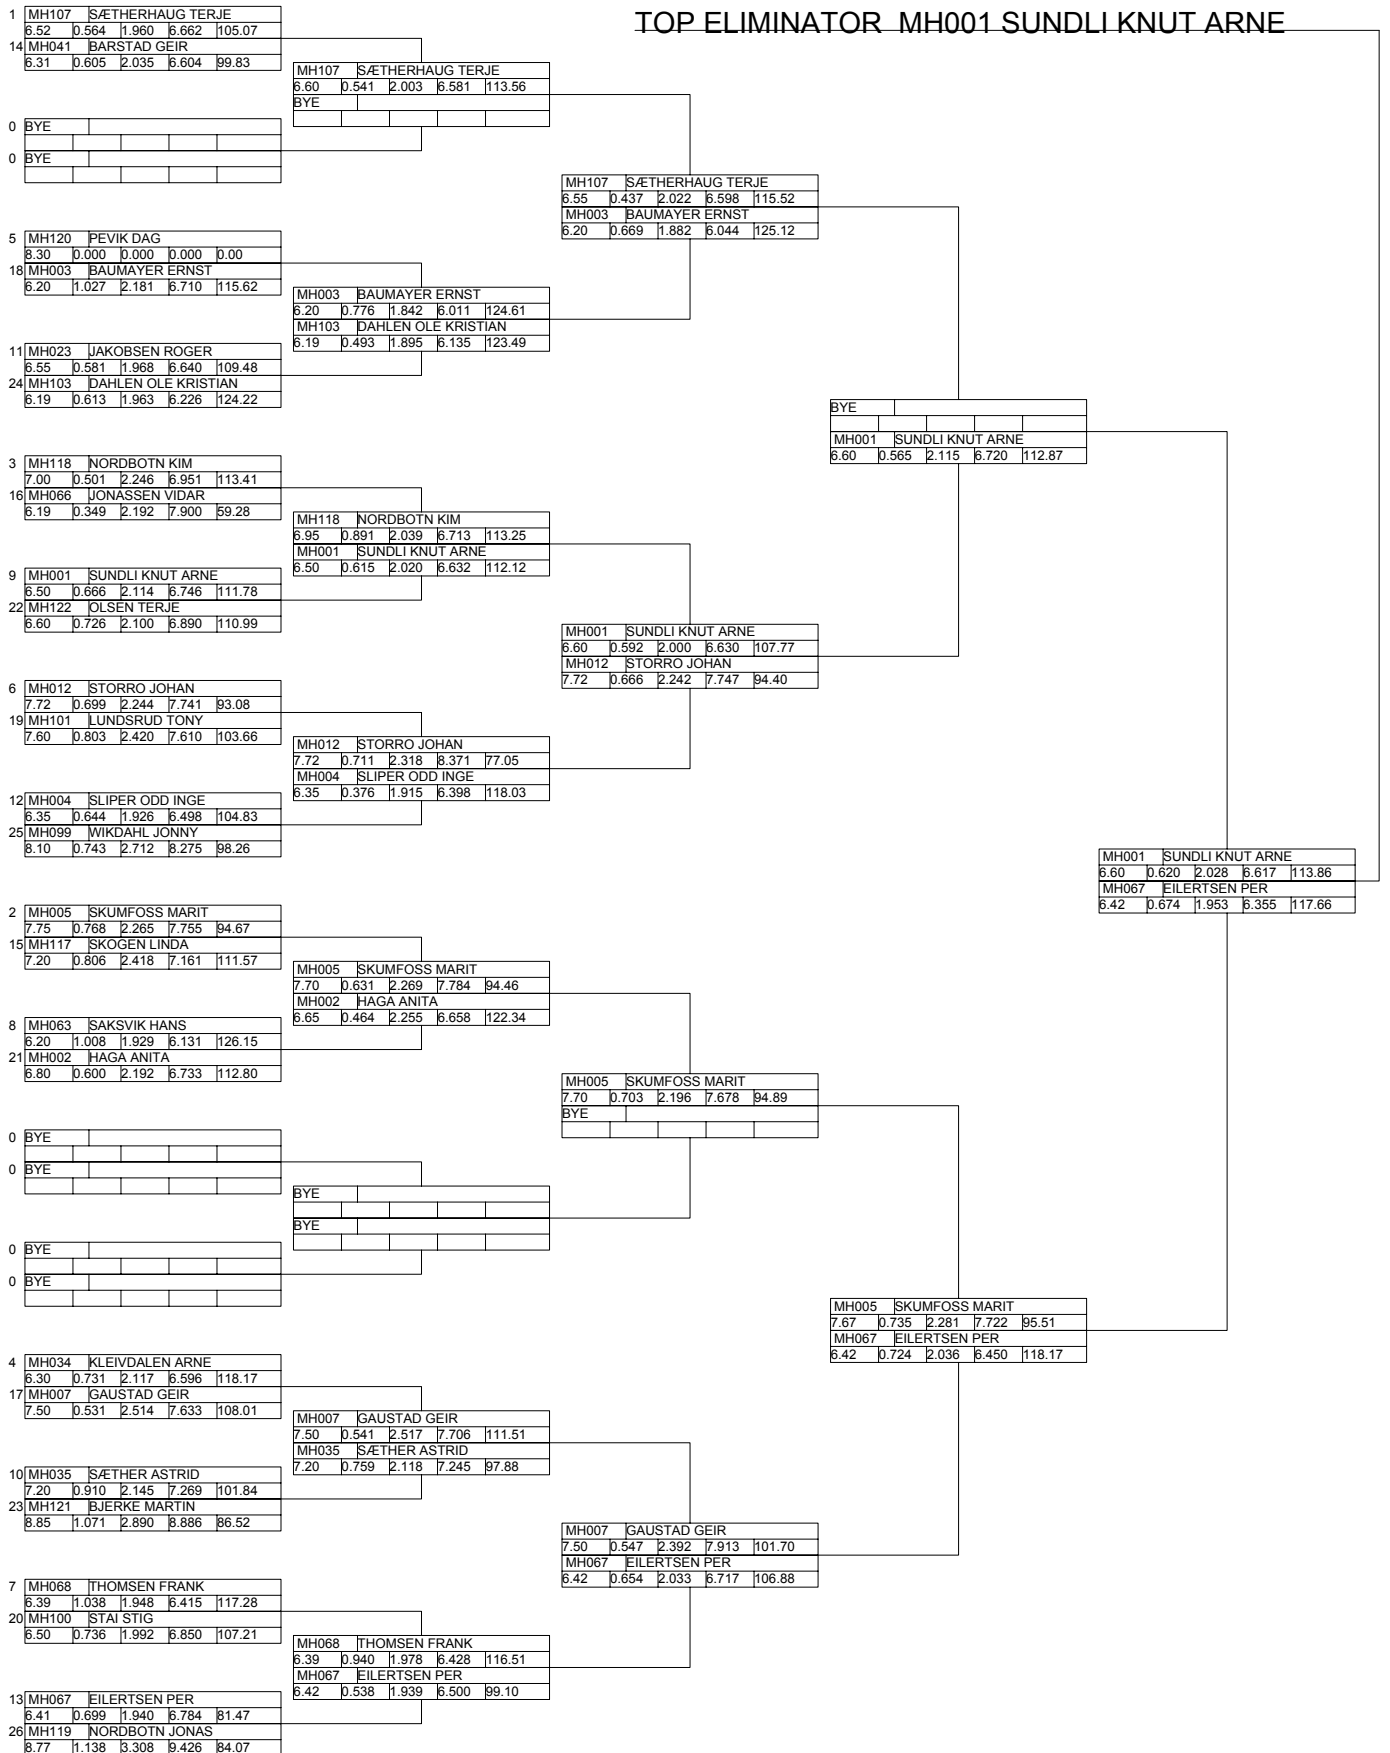 TOP ELIMINATOR MH001 SUNDLI KNUT ARNE
1 MH107 SÆTHERHAUG TERJE
6.52 0.564 1.960 6.662 105.07
14 MH041 BARSTAD GEIR
6.31 0.605 2.035 6.604 99.83
0 BYE
0 BYE
5 MH120 PEVIK DAG
8.30 0.000 0.000 0.000 0.00
18 MH003 BAUMAYER ERNST
6.20 1.027 2.181 6.710 115.62
11 MH023 JAKOBSEN ROGER
6.55 0.581 1.968 6.640 109.48
24 MH103 DAHLEN OLE KRISTIAN
6.19 0.613 1.963 6.226 124.22
3 MH118 NORDBOTN KIM
7.00 0.501 2.246 6.951 113.41
16 MH066 JONASSEN VIDAR
6.19 0.349 2.192 7.900 59.28
9 MH001 SUNDLI KNUT ARNE
6.50 0.666 2.114 6.746 111.78
22 MH122 OLSEN TERJE
6.60 0.726 2.100 6.890 110.99
6 MH012 STORRO JOHAN
7.72 0.699 2.244 7.741 93.08
19 MH101 LUNDSRUD TONY
7.60 0.803 2.420 7.610 103.66
12 MH004 SLIPER ODD INGE
6.35 0.644 1.926 6.498 104.83
25 MH099 WIKDAHL JONNY
8.10 0.743 2.712 8.275 98.26
2 MH005 SKUMFOSS MARIT
7.75 0.768 2.265 7.755 94.67
15 MH117 SKOGEN LINDA
7.20 0.806 2.418 7.161 111.57
8 MH063 SAKSVIK HANS
6.20 1.008 1.929 6.131 126.15
21 MH002 HAGA ANITA
6.80 0.600 2.192 6.733 112.80
0 BYE
0 BYE
0 BYE
0 BYE
4 MH034 KLEIVDALEN ARNE
6.30 0.731 2.117 6.596 118.17
17 MH007 GAUSTAD GEIR
7.50 0.531 2.514 7.633 108.01
10 MH035 SÆTHER ASTRID
7.20 0.910 2.145 7.269 101.84
23 MH121 BJERKE MARTIN
8.85 1.071 2.890 8.886 86.52
7 MH068 THOMSEN FRANK
6.39 1.038 1.948 6.415 117.28
20 MH100 STAI STIG
6.50 0.736 1.992 6.850 107.21
13 MH067 EILERTSEN PER
6.41 0.699 1.940 6.784 81.47
26 MH119 NORDBOTN JONAS
8.77 1.138 3.308 9.426 84.07
MH107 SÆTHERHAUG TERJE
6.60 0.541 2.003 6.581 113.56
BYE
MH003 BAUMAYER ERNST
6.20 0.776 1.842 6.011 124.61
MH103 DAHLEN OLE KRISTIAN
6.19 0.493 1.895 6.135 123.49
MH118 NORDBOTN KIM
6.95 0.891 2.039 6.713 113.25
MH001 SUNDLI KNUT ARNE
6.50 0.615 2.020 6.632 112.12
MH012 STORRO JOHAN
7.72 0.711 2.318 8.371 77.05
MH004 SLIPER ODD INGE
6.35 0.376 1.915 6.398 118.03
MH005 SKUMFOSS MARIT
7.70 0.631 2.269 7.784 94.46
MH002 HAGA ANITA
6.65 0.464 2.255 6.658 122.34
BYE
BYE
MH007 GAUSTAD GEIR
7.50 0.541 2.517 7.706 111.51
MH035 SÆTHER ASTRID
7.20 0.759 2.118 7.245 97.88
MH068 THOMSEN FRANK
6.39 0.940 1.978 6.428 116.51
MH067 EILERTSEN PER
6.42 0.538 1.939 6.500 99.10
MH107 SÆTHERHAUG TERJE
6.55 0.437 2.022 6.598 115.52
MH003 BAUMAYER ERNST
6.20 0.669 1.882 6.044 125.12
MH001 SUNDLI KNUT ARNE
6.60 0.592 2.000 6.630 107.77
MH012 STORRO JOHAN
7.72 0.666 2.242 7.747 94.40
MH005 SKUMFOSS MARIT
7.70 0.703 2.196 7.678 94.89
BYE
MH007 GAUSTAD GEIR
7.50 0.547 2.392 7.913 101.70
MH067 EILERTSEN PER
6.42 0.654 2.033 6.717 106.88
BYE
MH001 SUNDLI KNUT ARNE
6.60 0.565 2.115 6.720 112.87
MH005 SKUMFOSS MARIT
7.67 0.735 2.281 7.722 95.51
MH067 EILERTSEN PER
6.42 0.724 2.036 6.450 118.17
MH001 SUNDLI KNUT ARNE
6.60 0.620 2.028 6.617 113.86
MH067 EILERTSEN PER
6.42 0.674 1.953 6.355 117.66